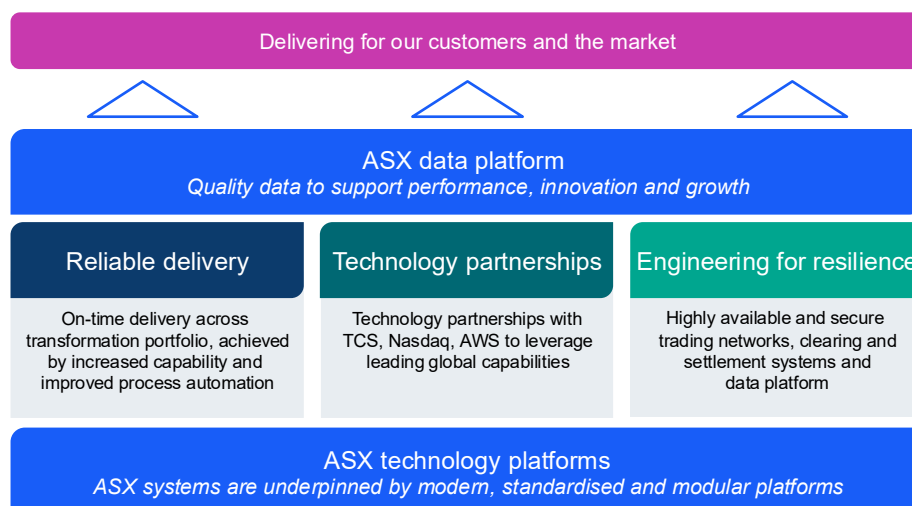 Delivering for our customers and the market
ASX data platform
Quality data to support performance, innovation and growth
Reliable delivery
On-time delivery across
transformation portfolio, achieved
by increased capability and
improved process automation
Technology partnerships
Technology partnerships with
TCS, Nasdaq, AWS to leverage
leading global capabilities
Engineering for resilience
Highly available and secure
trading networks, clearing and
settlement systems and
data platform
ASX technology platforms
ASX systems are underpinned by modern, standardised and modular platforms